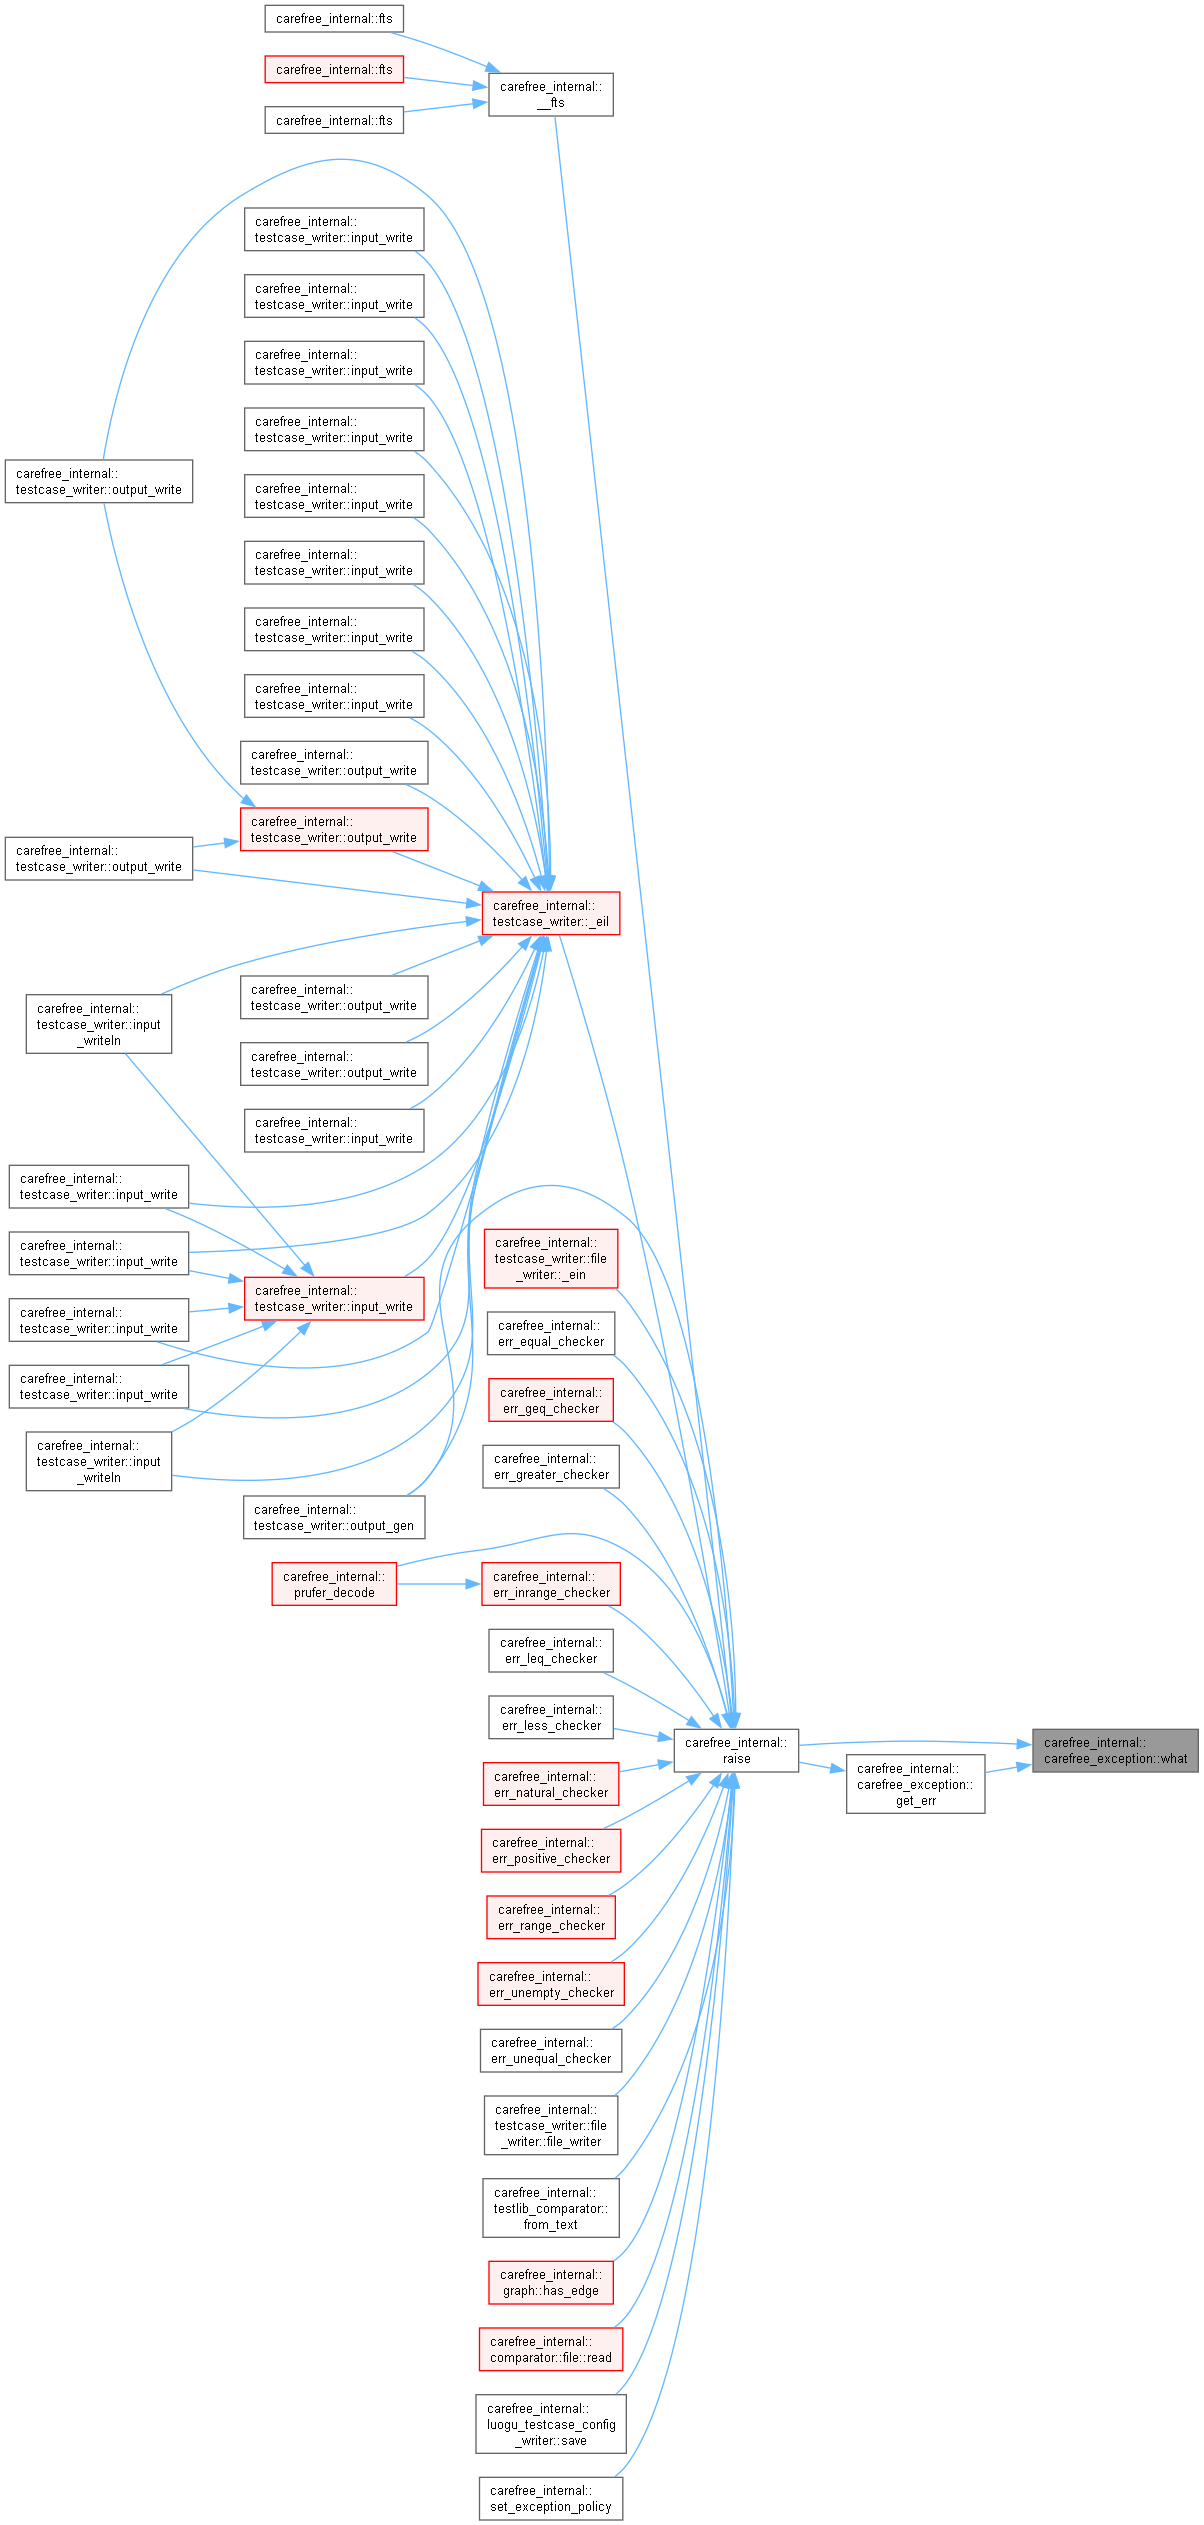 carefree_internal::fts
carefree_internal::fts
carefree_internal::
__fts
carefree_internal::fts
carefree_internal::
testcase_writer::input_write
carefree_internal::
testcase_writer::input_write
carefree_internal::
testcase_writer::input_write
carefree_internal::
testcase_writer::input_write
carefree_internal::
testcase_writer::output_write
carefree_internal::
testcase_writer::input_write
carefree_internal::
testcase_writer::input_write
carefree_internal::
testcase_writer::input_write
carefree_internal::
testcase_writer::input_write
carefree_internal::
testcase_writer::output_write
carefree_internal::
testcase_writer::output_write
carefree_internal::
testcase_writer::output_write
carefree_internal::
testcase_writer::_eil
carefree_internal::
testcase_writer::output_write
carefree_internal::
testcase_writer::input
_writeln
carefree_internal::
testcase_writer::output_write
carefree_internal::
testcase_writer::input_write
carefree_internal::
testcase_writer::input_write
carefree_internal::
testcase_writer::input_write
carefree_internal::
testcase_writer::file
_writer::_ein
carefree_internal::
testcase_writer::input_write
carefree_internal::
testcase_writer::input_write
carefree_internal::
err_equal_checker
carefree_internal::
testcase_writer::input_write
carefree_internal::
err_geq_checker
carefree_internal::
testcase_writer::input
_writeln
carefree_internal::
err_greater_checker
carefree_internal::
testcase_writer::output_gen
carefree_internal::
prufer_decode
carefree_internal::
err_inrange_checker
carefree_internal::
err_leq_checker
carefree_internal::
err_less_checker
carefree_internal::
raise
carefree_internal::
carefree_exception::what
carefree_internal::
carefree_exception::
get_err
carefree_internal::
err_natural_checker
carefree_internal::
err_positive_checker
carefree_internal::
err_range_checker
carefree_internal::
err_unempty_checker
carefree_internal::
err_unequal_checker
carefree_internal::
testcase_writer::file
_writer::file_writer
carefree_internal::
testlib_comparator::
from_text
carefree_internal::
graph::has_edge
carefree_internal::
comparator::file::read
carefree_internal::
luogu_testcase_config
_writer::save
carefree_internal::
set_exception_policy